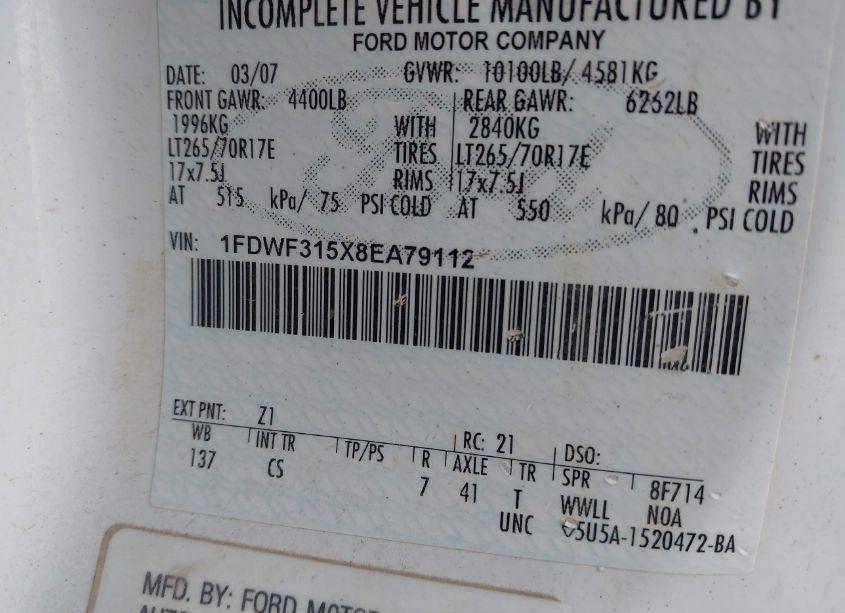 INCOMPLETE VEHICLE MANUFACTURED BY
FORD MOTOR COMPANY
DATE: 03/07 GVWR: 10100LB/ 4581KG
FRONT GAWR: 4400LB REAR GAWR: 6262LB
1996KG WITH 2840KG WITH
LT265/70R17E TIRES LT265/70R17E TIRES
17x7.5J RIMS 17x7.5J RIMS
AT 515 kPa/ 75 PSI COLD AT 550 kPa/ 80 PSI COLD
VIN: 1FDWF315X8EA79112
EXT PNT: Z1 RC: 21 DSO:
WB INT TR TP/PS R AXLE TR SPR 8F714
137 CS 7 41 T WWLL NOA
UNC 5U5A-1520472-BA
MFD. BY: FORD MOTOR